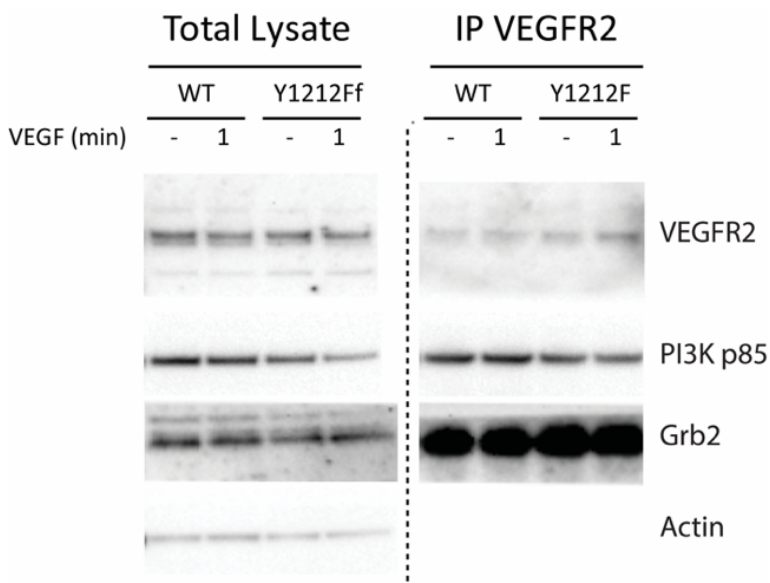 Total Lysate IP VEGFR2
WT Y1212Ff WT Y1212F
VEGF (min) - 1 - 1 - 1 - 1
VEGFR2
PI3K p85
Grb2
Actin